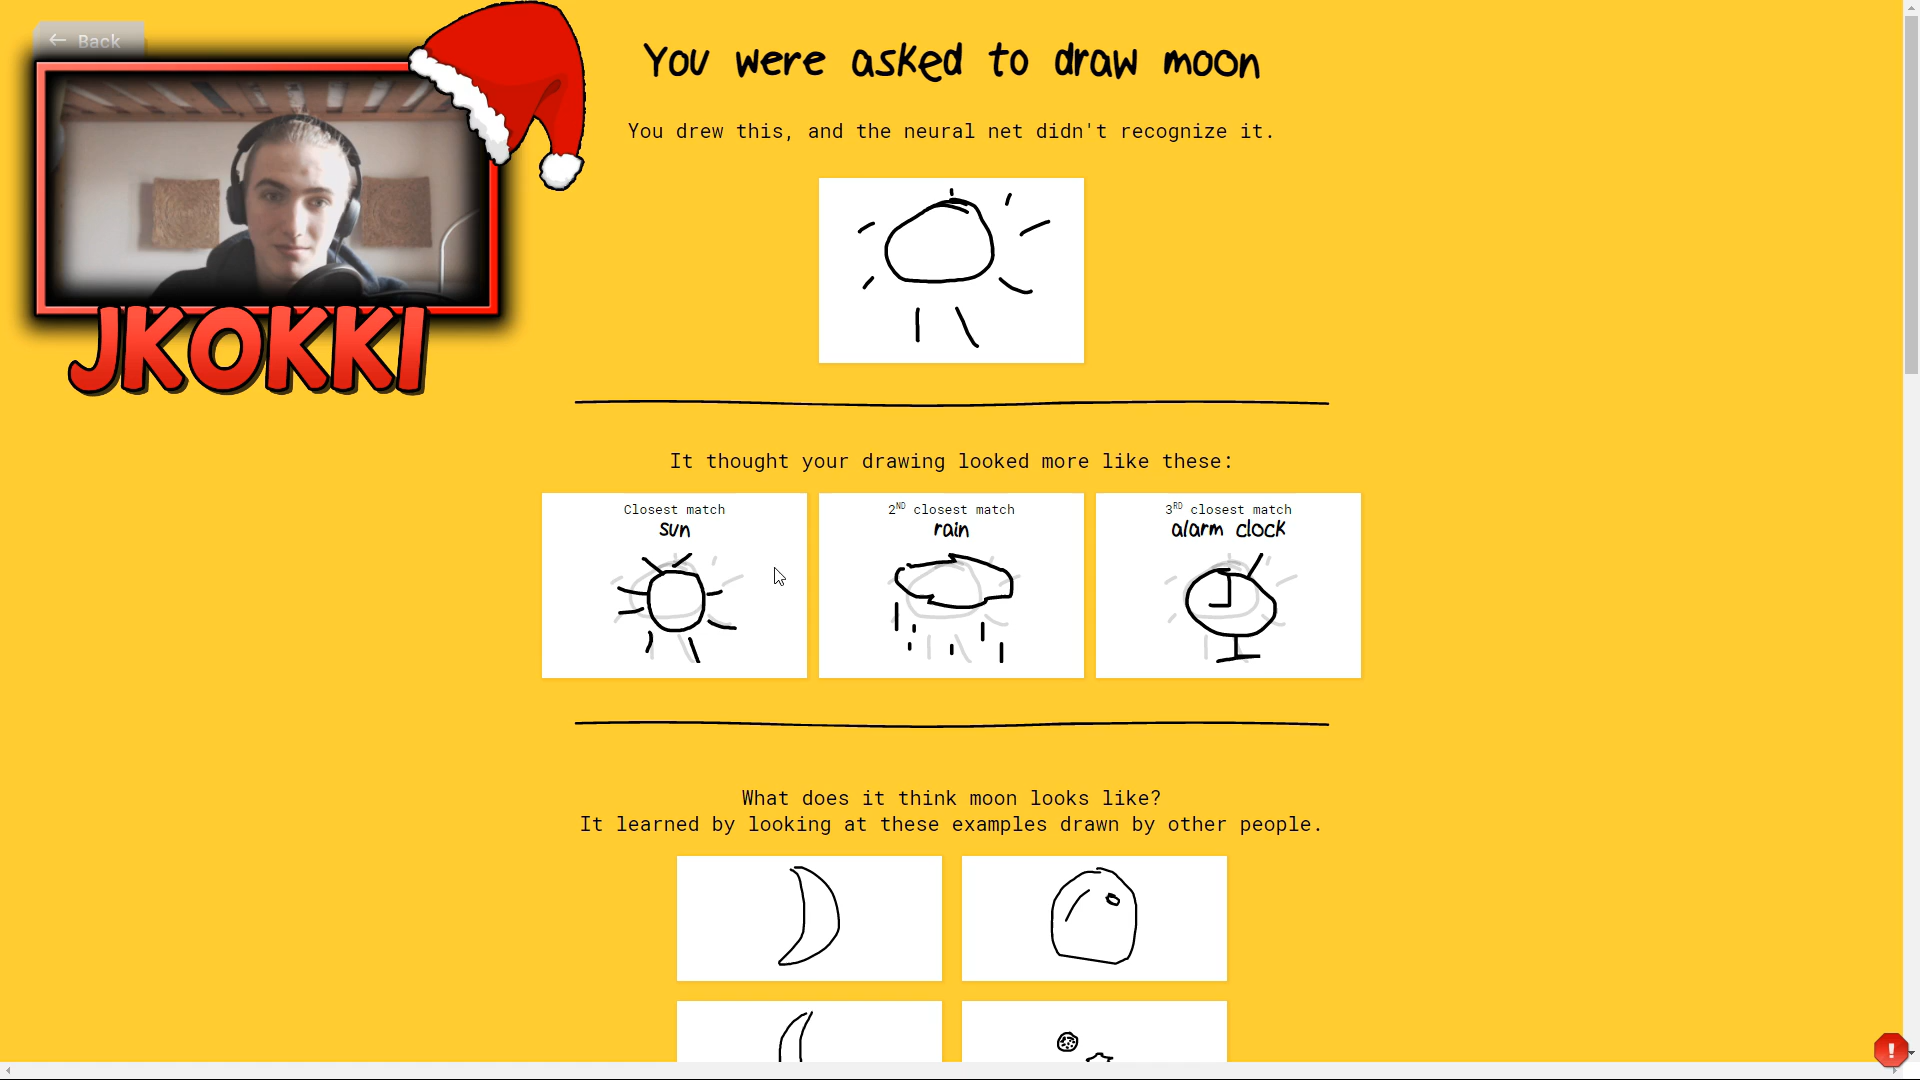 ← Back
JKOKKI
You were asked to draw moon
You drew this, and the neural net didn't recognize it.
It thought your drawing looked more like these:
Closest match
sun
2ND closest match
rain
3RD closest match
alarm clock
What does it think moon looks like?
It learned by looking at these examples drawn by other people.